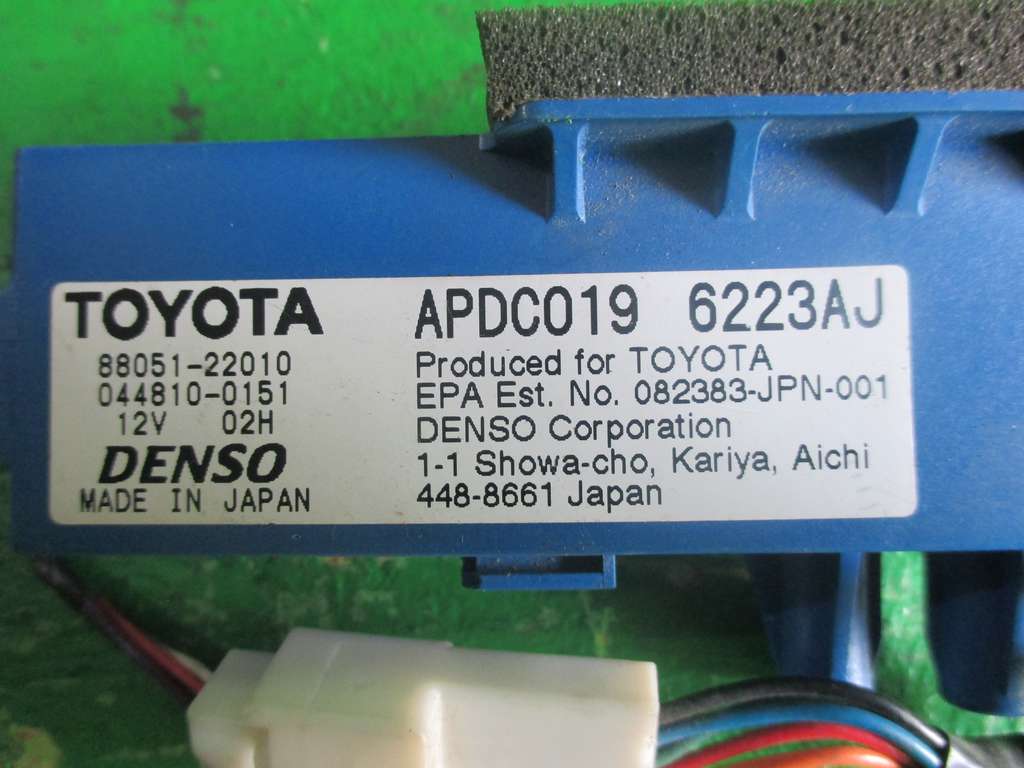 TOYOTA
88051-22010
044810-0151
12V 02H
DENSO
MADE IN JAPAN
APDC019 6223AJ
Produced for TOYOTA
EPA Est. No. 082383-JPN-001
DENSO Corporation
1-1 Showa-cho, Kariya, Aichi
448-8661 Japan